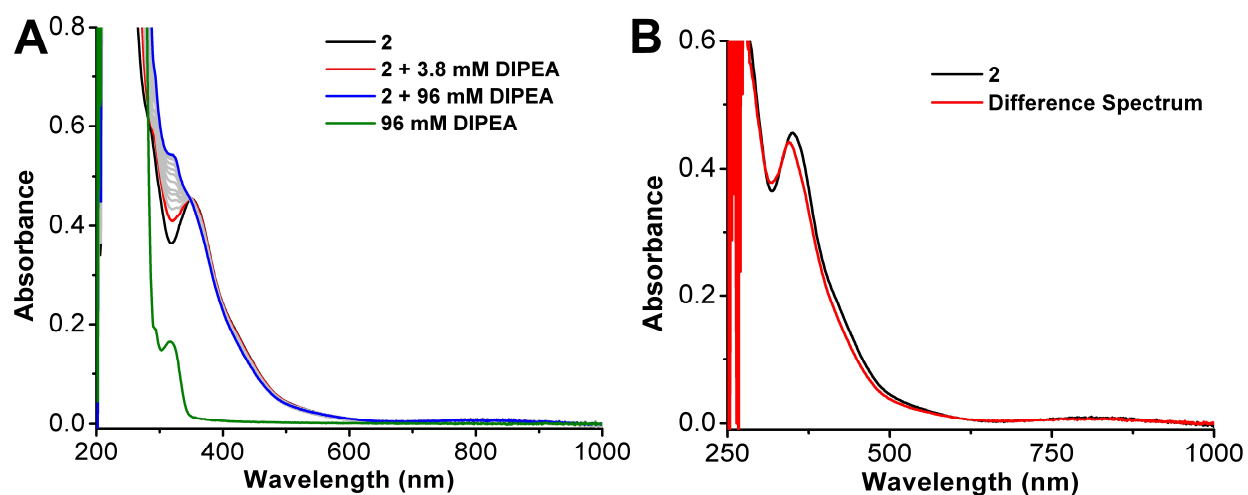 A
0.8
0.6
0.4
0.2
0.0
Absorbance
200
400
600
800
1000
Wavelength (nm)
2
2 + 3.8 mM DIPEA
2 + 96 mM DIPEA
96 mM DIPEA
B
0.6
0.4
0.2
0.0
Absorbance
250
500
750
1000
Wavelength (nm)
2
Difference Spectrum